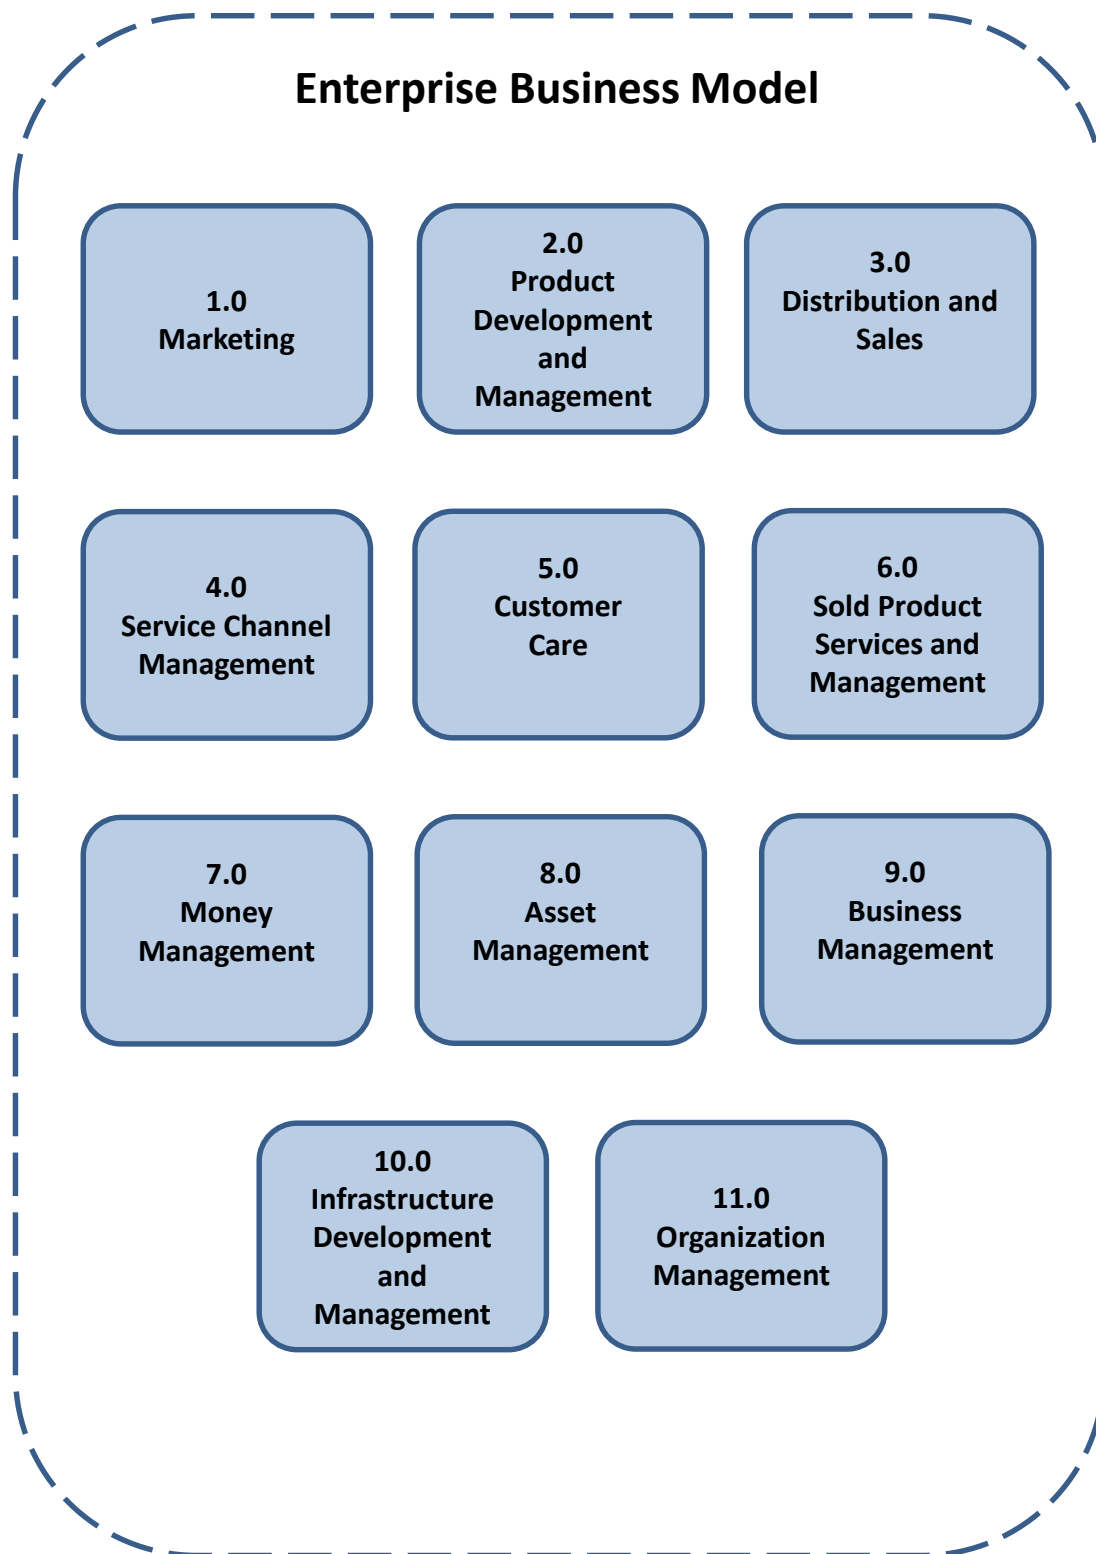 Enterprise Business Model
1.0
Marketing
2.0
Product
Development
and
Management
3.0
Distribution and
Sales
4.0
Service Channel
Management
5.0
Customer
Care
6.0
Sold Product
Services and
Management
7.0
Money
Management
8.0
Asset
Management
9.0
Business
Management
10.0
Infrastructure
Development
and
Management
11.0
Organization
Management